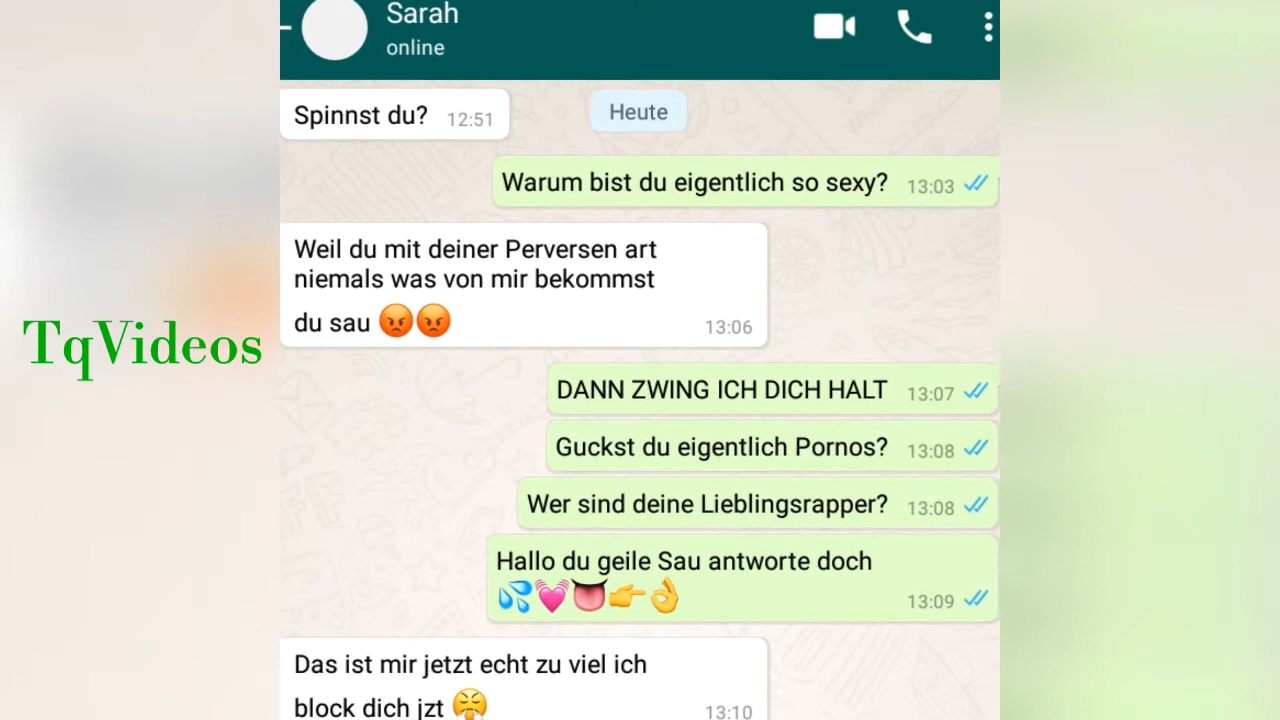 Sarah
online
Heute
Spinnst du? 12:51
Warum bist du eigentlich so sexy? 13:03
Weil du mit deiner Perversen art
niemals was von mir bekommst
du sau 😡😡 13:06
TqVideos
DANN ZWING ICH DICH HALT 13:07
Guckst du eigentlich Pornos? 13:08
Wer sind deine Lieblingsrapper? 13:08
Hallo du geile Sau antworte doch
💦💓👅👉👌 13:09
Das ist mir jetzt echt zu viel ich
block dich jzt 😤 13:10